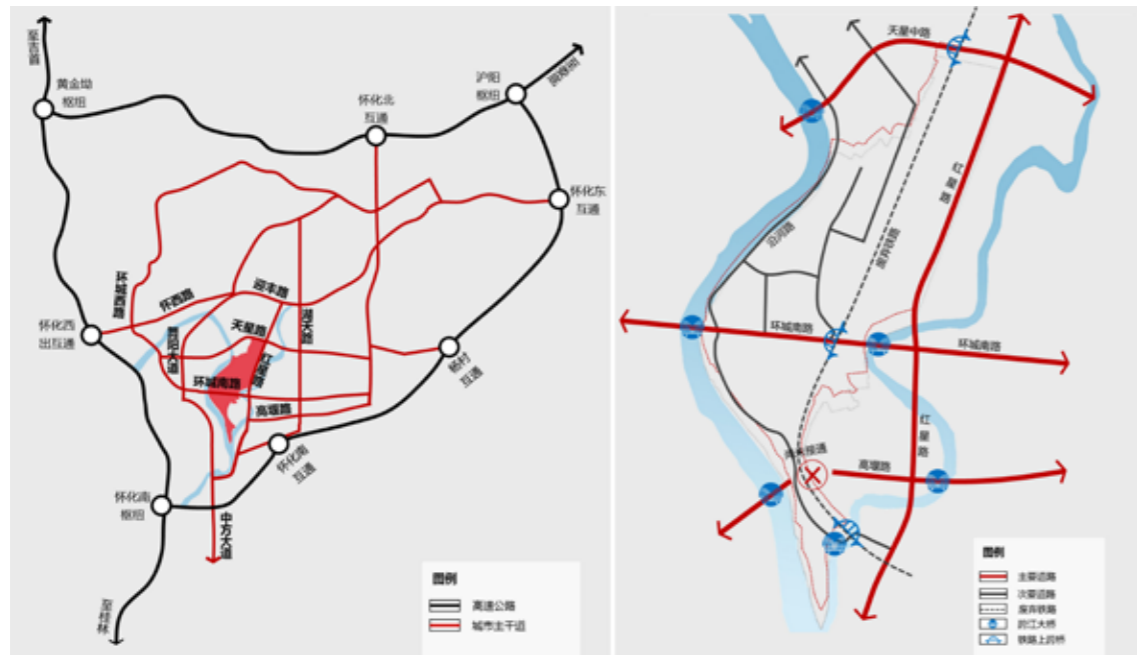 至吉首
黄金坳
枢纽
怀化北
互通
沪阳
枢纽
怀化东
互通
环城西路
怀西路
迎丰路
湖天路
天星路
舞阳大道
红星路
环城南路
高堰路
怀化西
出互通
杨村
互通
怀化南
互通
怀化南
枢纽
中方大道
至桂林
图例
高速公路
城市主干道
天星中路
红星路
沿河路
废弃铁路
环城南路
环城南路
红星路
高堰路
图例
主要道路
次要道路
废弃铁路
跨江大桥
铁路上跨桥